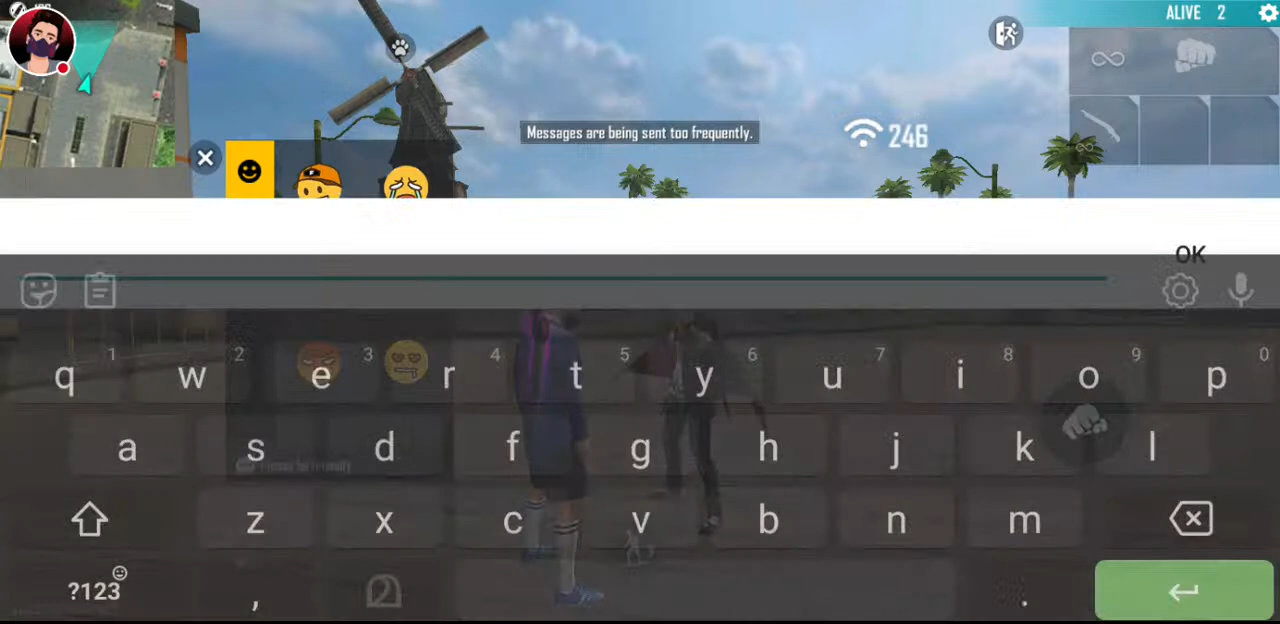 ALIVE 2
Messages are being sent too frequently.
246
OK
1 2 3 4 5 6 7 8 9 0
q w e r t y u i o p
a s d f g h j k l
z x c v b n m
?123 , .